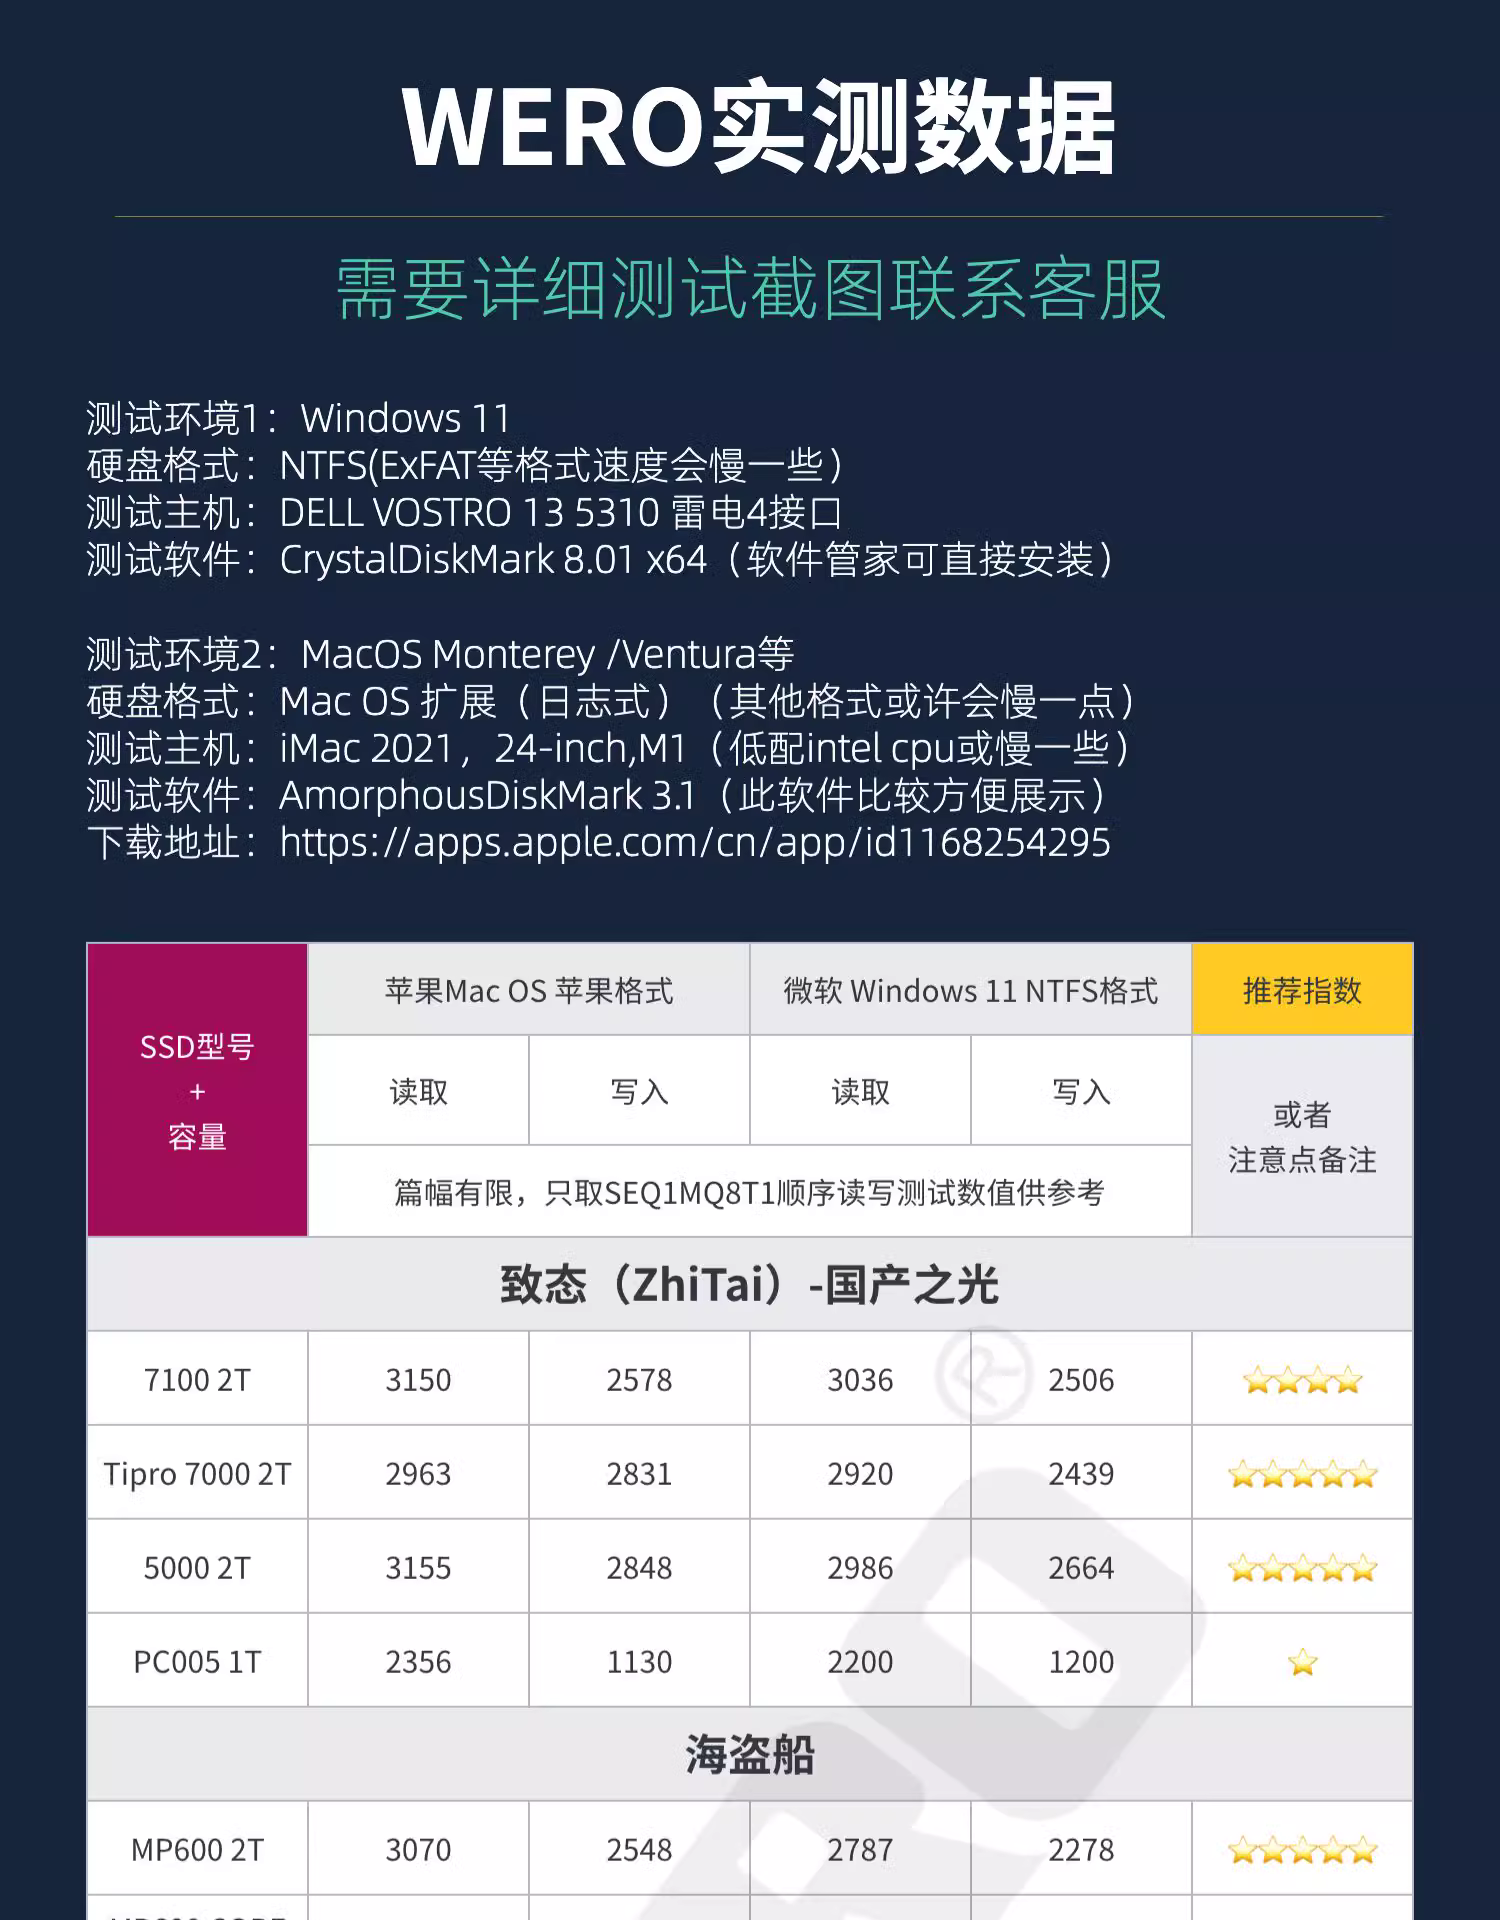 WERO实测数据
需要详细测试截图联系客服
测试环境1：Windows 11
硬盘格式：NTFS(ExFAT等格式速度会慢一些）
测试主机：DELL VOSTRO 13 5310 雷电4接口
测试软件：CrystalDiskMark 8.01 x64（软件管家可直接安装）
测试环境2：MacOS Monterey /Ventura等
硬盘格式：Mac OS 扩展（日志式）（其他格式或许会慢一点）
测试主机：iMac 2021，24-inch,M1（低配intel cpu或慢一些）
测试软件：AmorphousDiskMark 3.1（此软件比较方便展示）
下载地址：https://apps.apple.com/cn/app/id1168254295
SSD型号
+
容量
苹果Mac OS 苹果格式
微软 Windows 11 NTFS格式
推荐指数
读取
写入
读取
写入
或者
注意点备注
篇幅有限，只取SEQ1MQ8T1顺序读写测试数值供参考
致态（ZhiTai）-国产之光
7100 2T 3150 2578 3036 2506
Tipro 7000 2T 2963 2831 2920 2439
5000 2T 3155 2848 2986 2664
PC005 1T 2356 1130 2200 1200
海盗船
MP600 2T 3070 2548 2787 2278